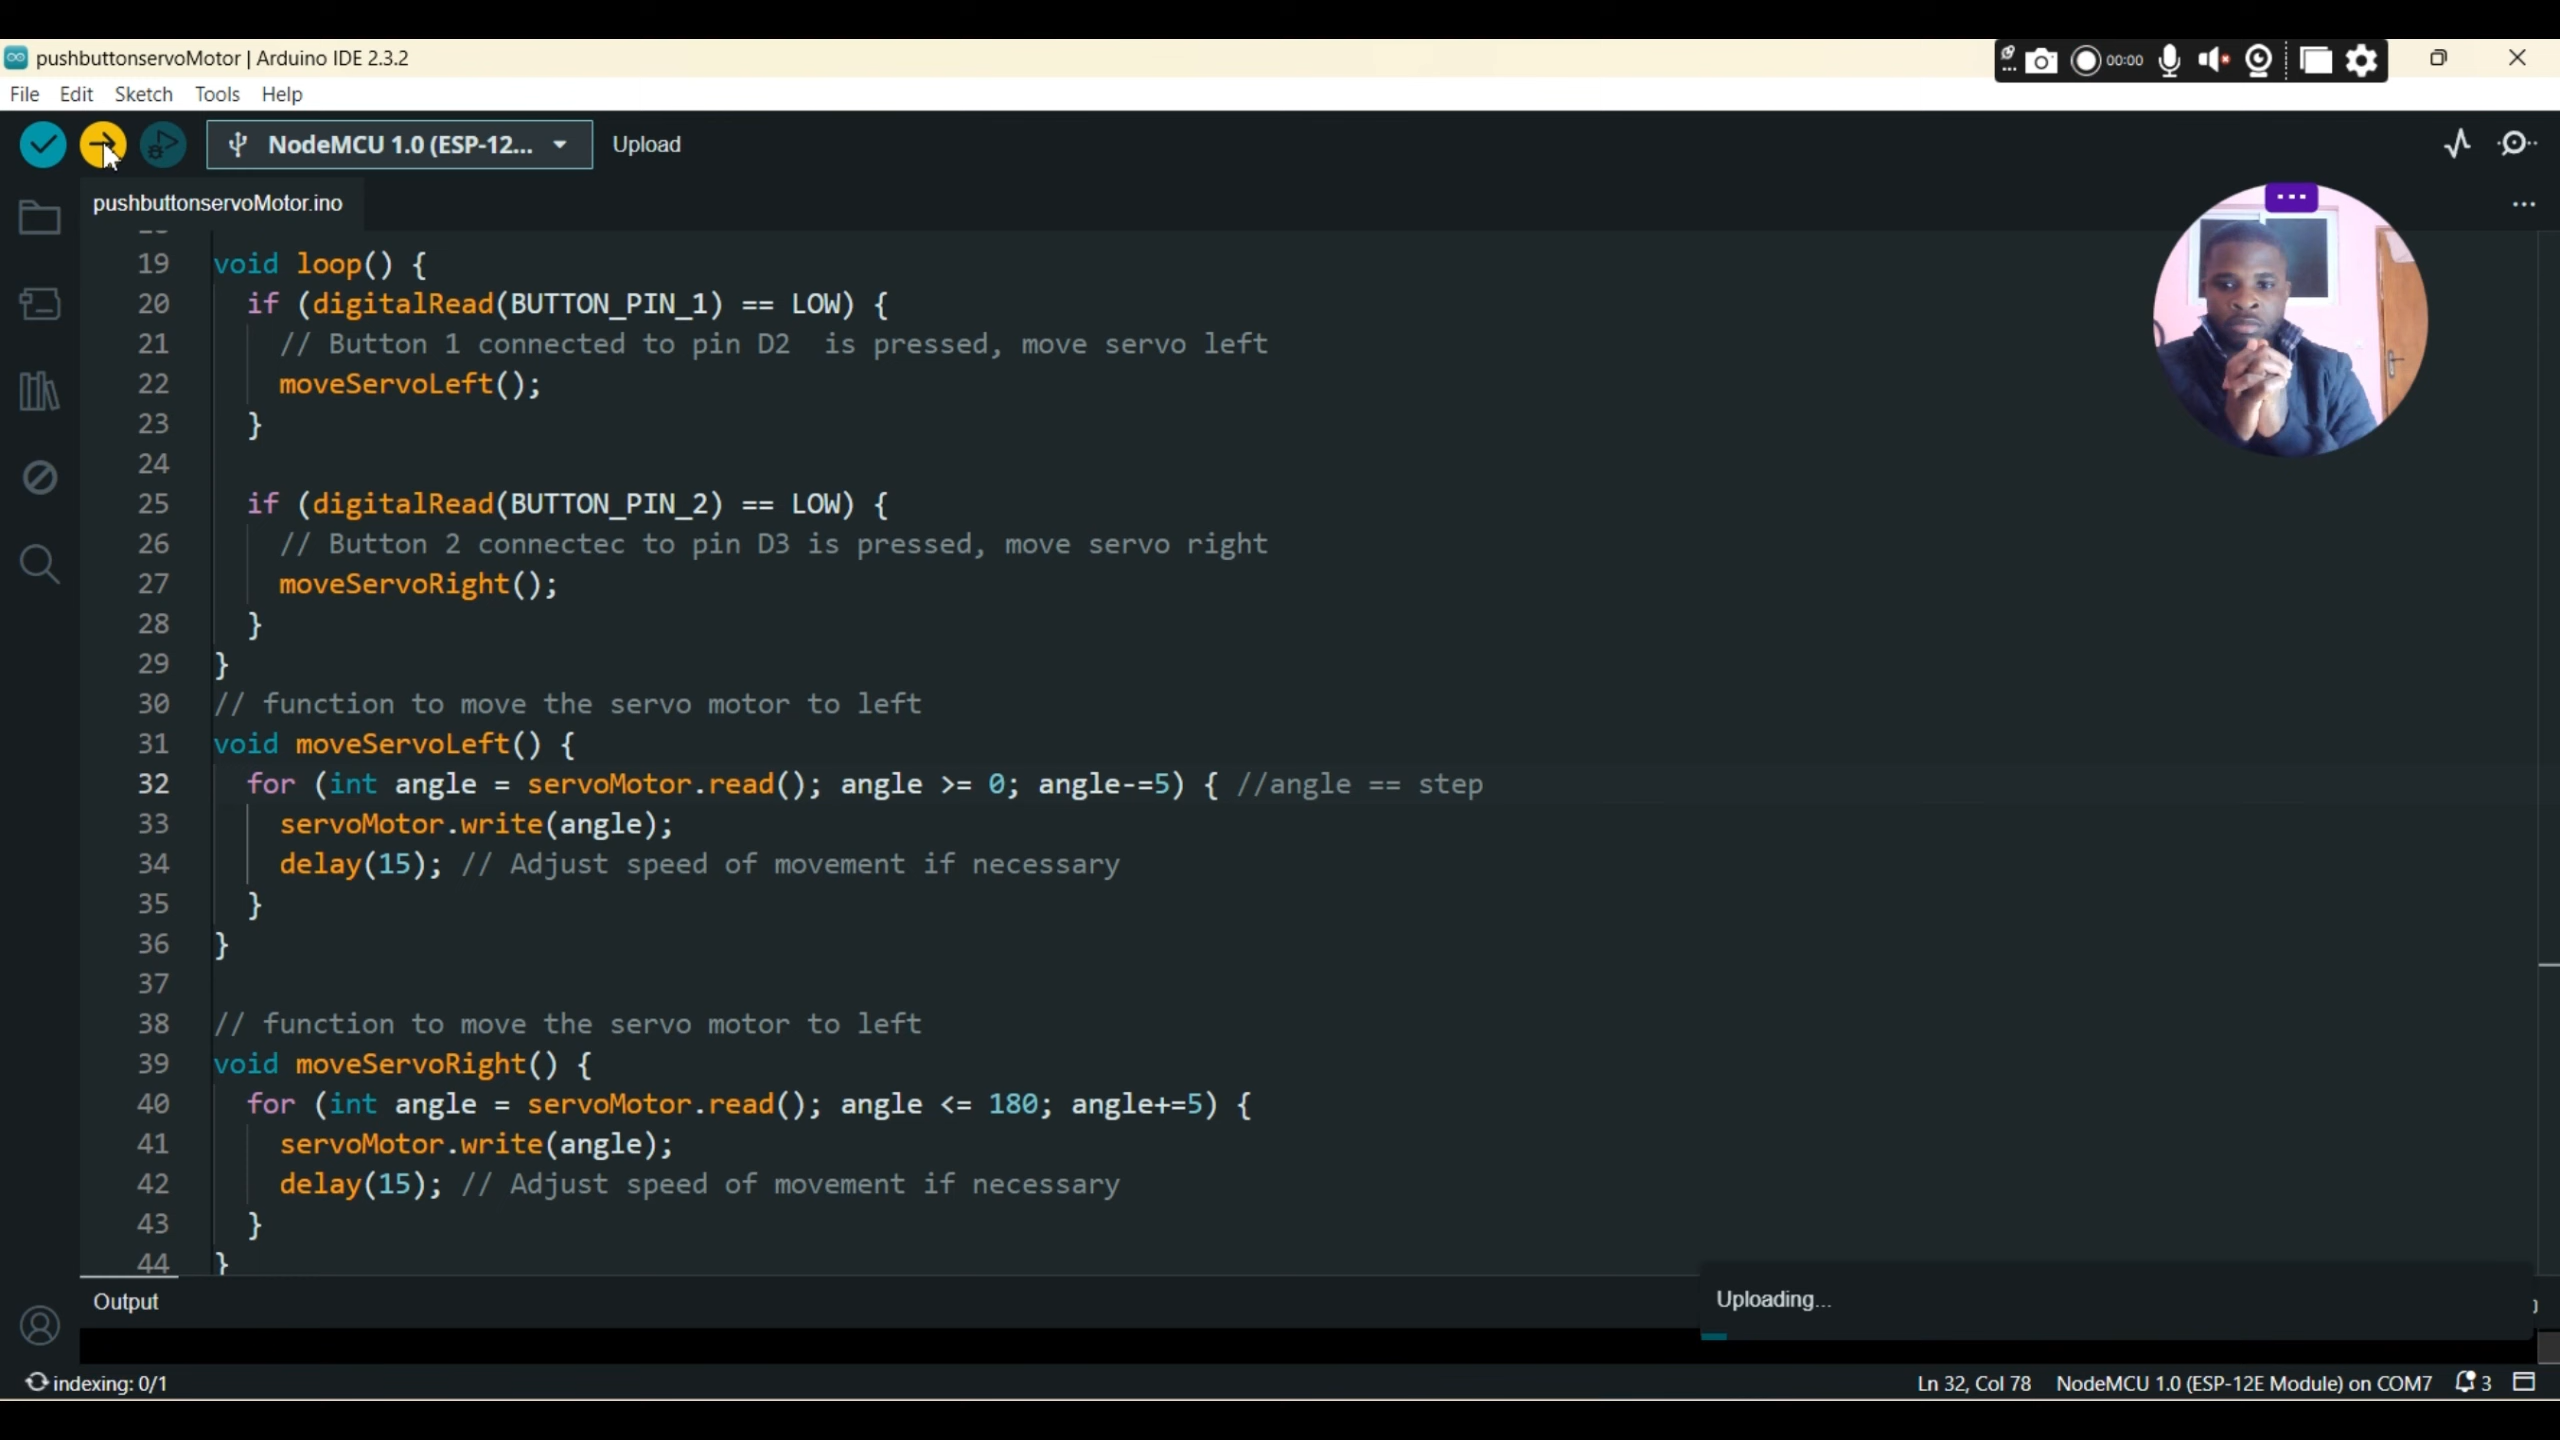 pushbuttonservoMotor | Arduino IDE 2.3.2
00:00
File Edit Sketch Tools Help
NodeMCU 1.0 (ESP-12... Upload
pushbuttonservoMotor.ino
19 void loop() {
20 if (digitalRead(BUTTON_PIN_1) == LOW) {
21 // Button 1 connected to pin D2  is pressed, move servo left
22 moveServoLeft();
23 }
24
25 if (digitalRead(BUTTON_PIN_2) == LOW) {
26 // Button 2 connectec to pin D3 is pressed, move servo right
27 moveServoRight();
28 }
29 }
30 // function to move the servo motor to left
31 void moveServoLeft() {
32 for (int angle = servoMotor.read(); angle >= 0; angle-=5) { //angle == step
33 servoMotor.write(angle);
34 delay(15); // Adjust speed of movement if necessary
35 }
36 }
37
38 // function to move the servo motor to left
39 void moveServoRight() {
40 for (int angle = servoMotor.read(); angle <= 180; angle+=5) {
41 servoMotor.write(angle);
42 delay(15); // Adjust speed of movement if necessary
43 }
44 }
Output
Uploading...
indexing: 0/1
Ln 32, Col 78 NodeMCU 1.0 (ESP-12E Module) on COM7 3